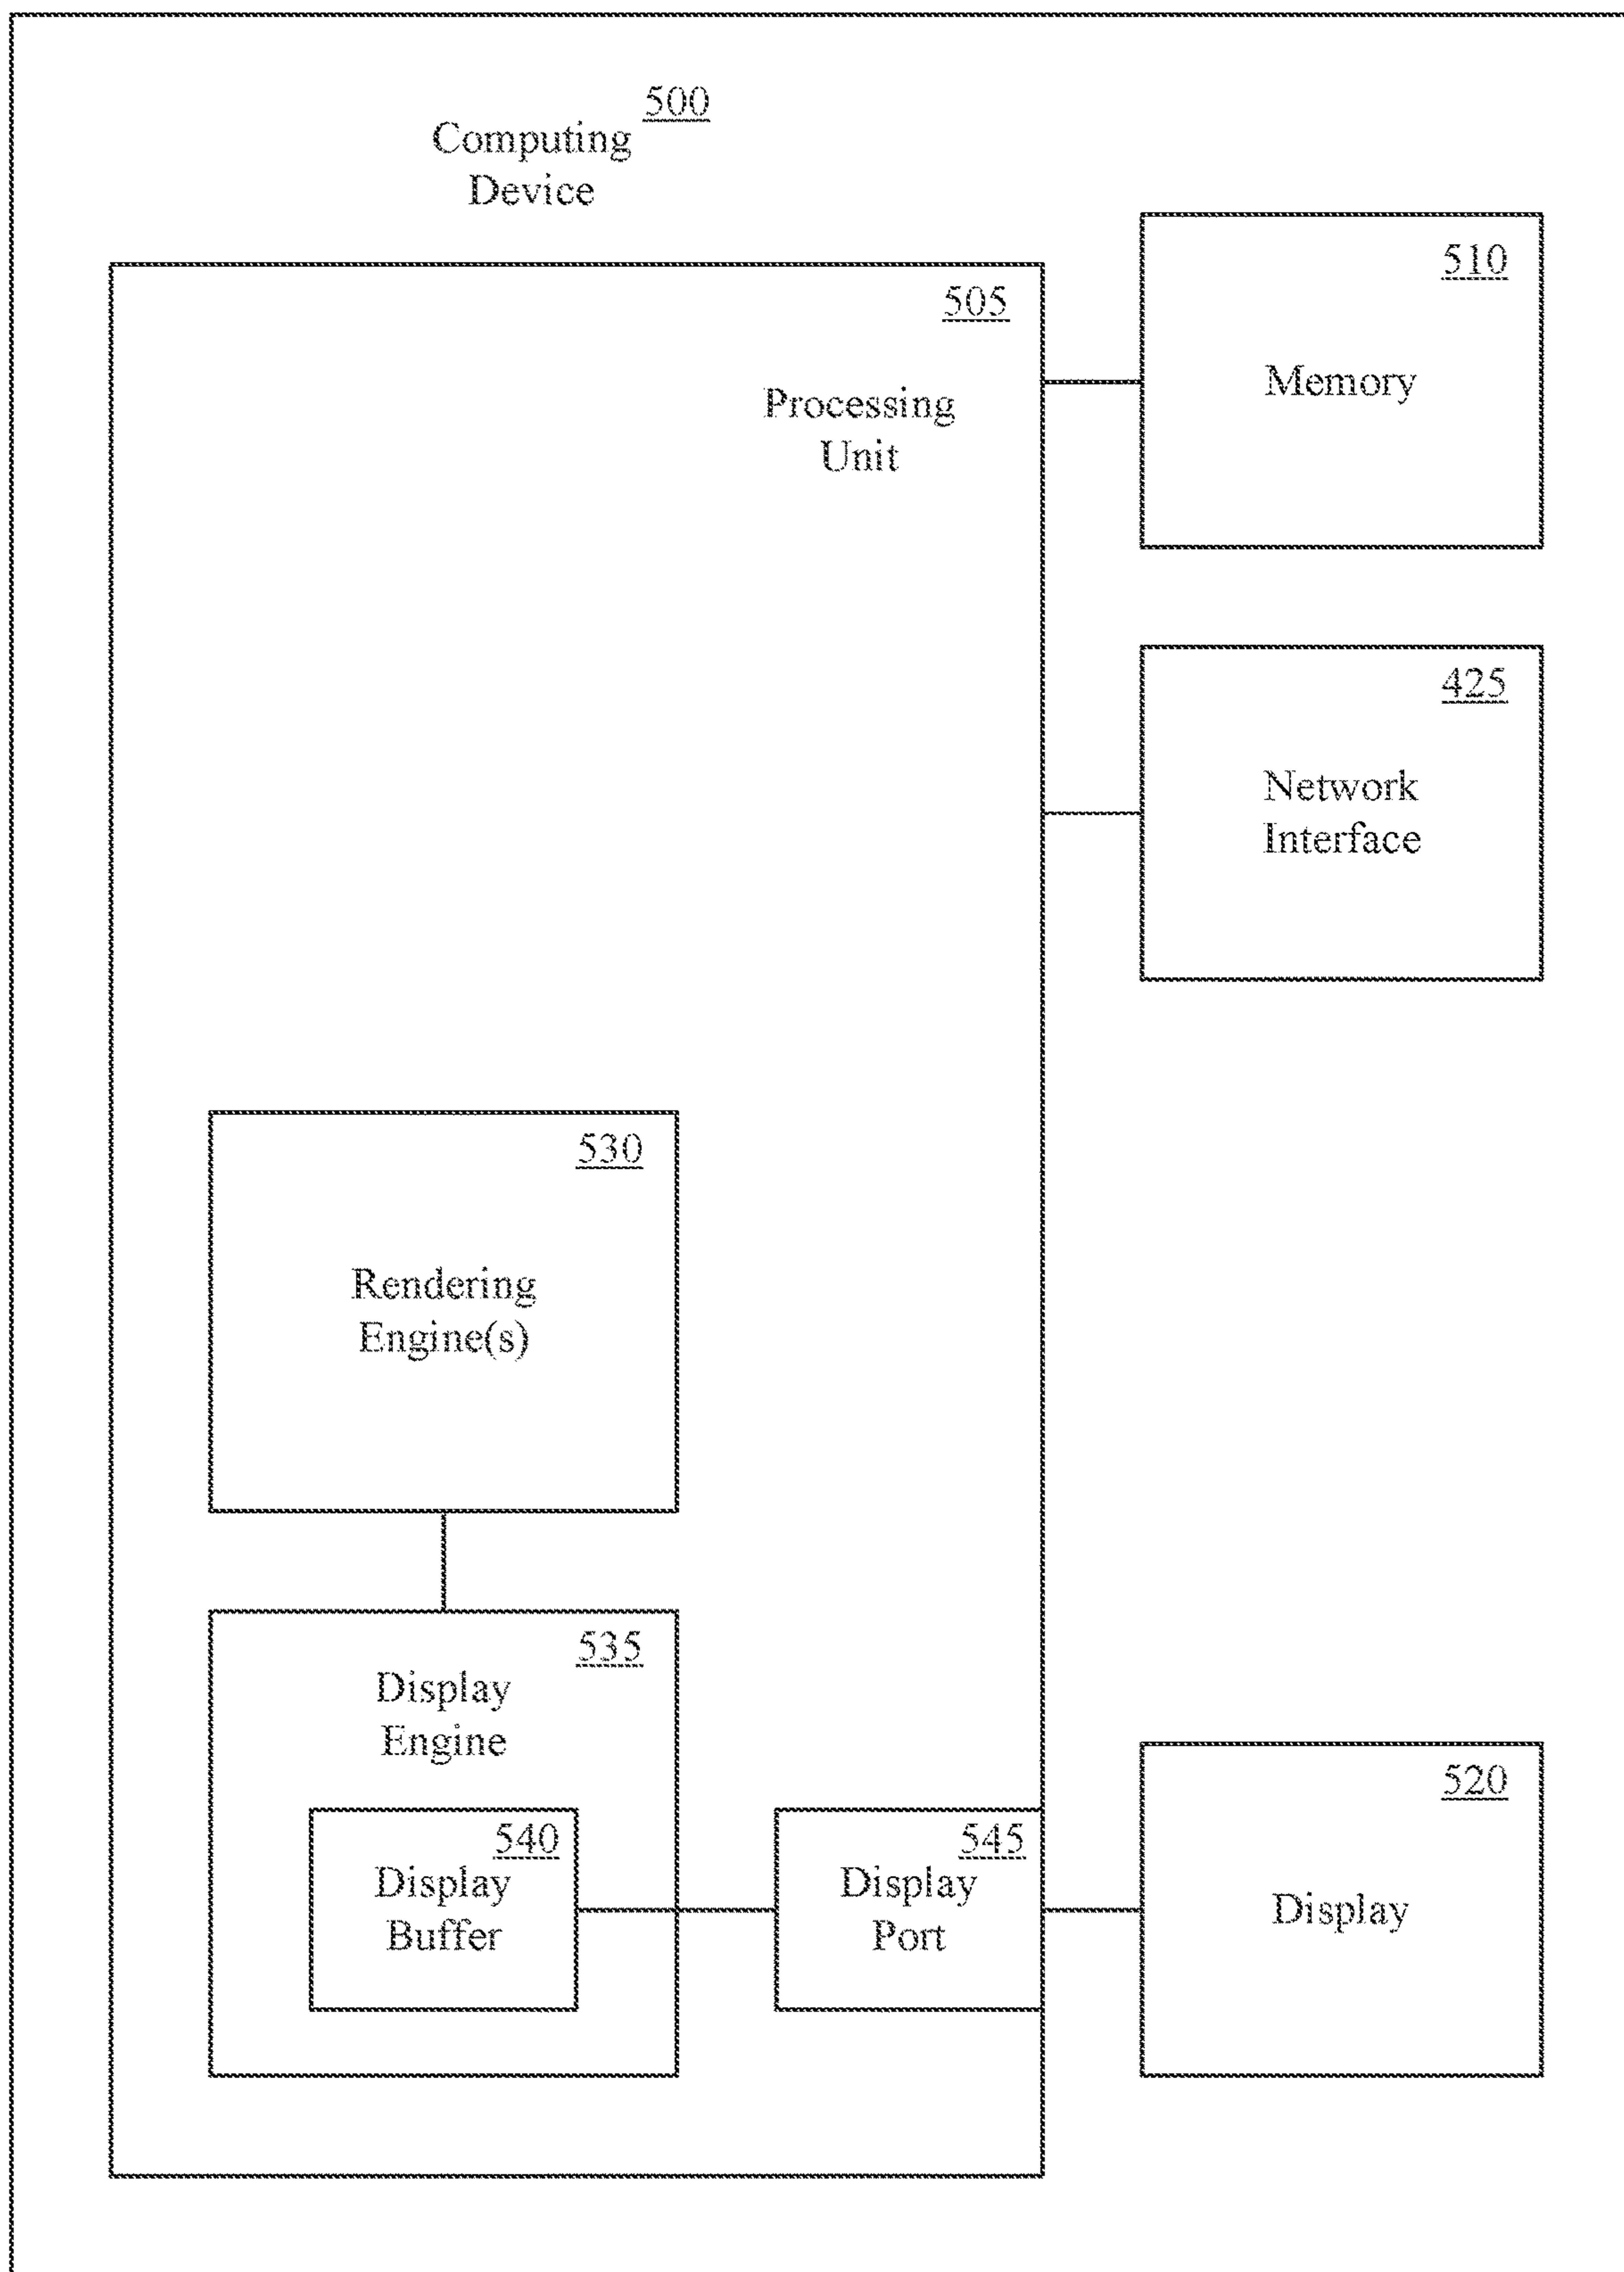 500
Computing
Device
505
Processing
Unit
510
Memory
425
Network
Interface
530
Rendering
Engine(s)
535
Display
Engine
540
Display
Buffer
545
Display
Port
520
Display